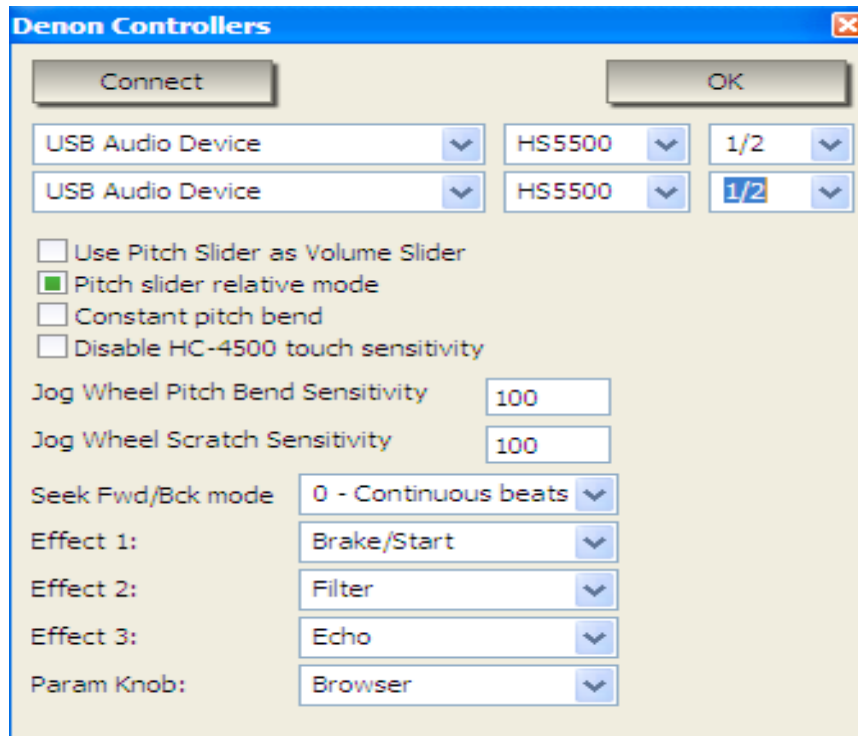 Denon Controllers
Connect OK
USB Audio Device HS5500 1/2
USB Audio Device HS5500 1/2
Use Pitch Slider as Volume Slider
Pitch slider relative mode
Constant pitch bend
Disable HC-4500 touch sensitivity
Jog Wheel Pitch Bend Sensitivity 100
Jog Wheel Scratch Sensitivity 100
Seek Fwd/Bck mode 0 - Continuous beats
Effect 1: Brake/Start
Effect 2: Filter
Effect 3: Echo
Param Knob: Browser